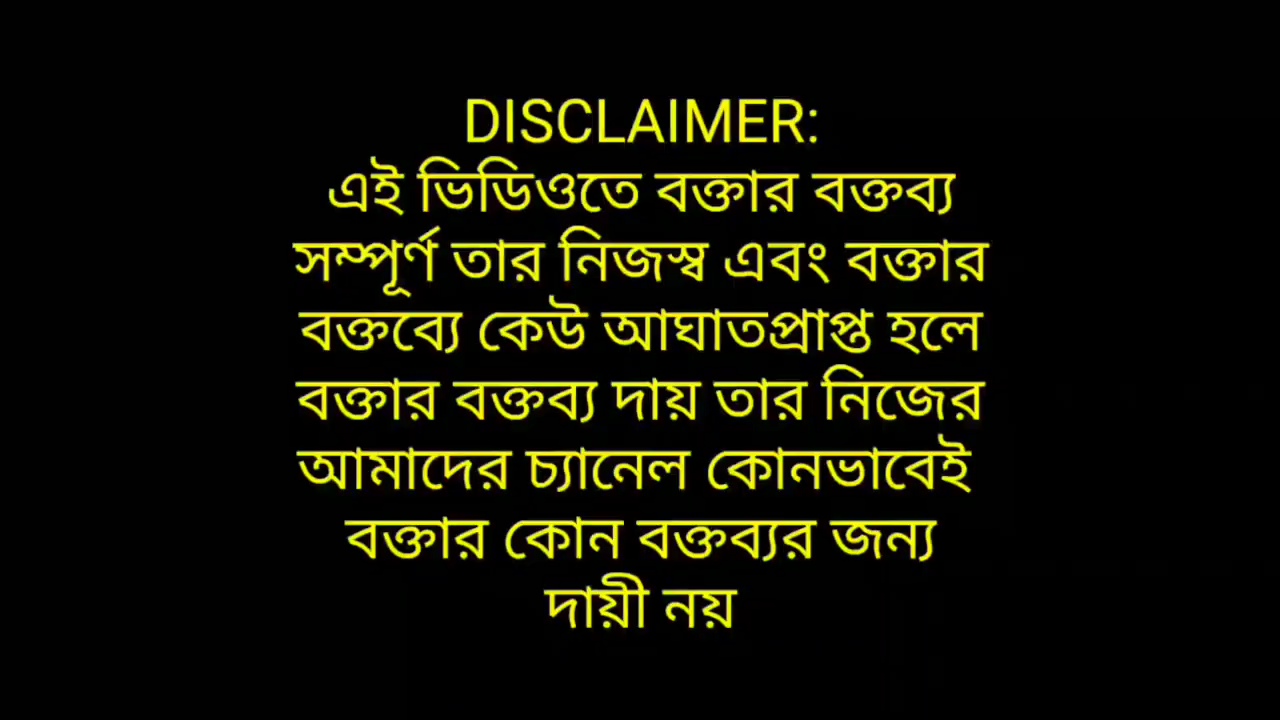 DISCLAIMER:
এই ভিডিওতে বক্তার বক্তব্য
সম্পূর্ণ তার নিজস্ব এবং বক্তার
বক্তব্যে কেউ আঘাতপ্রাপ্ত হলে
বক্তার বক্তব্য দায় তার নিজের
আমাদের চ্যানেল কোনভাবেই
বক্তার কোন বক্তব্যর জন্য
দায়ী নয়